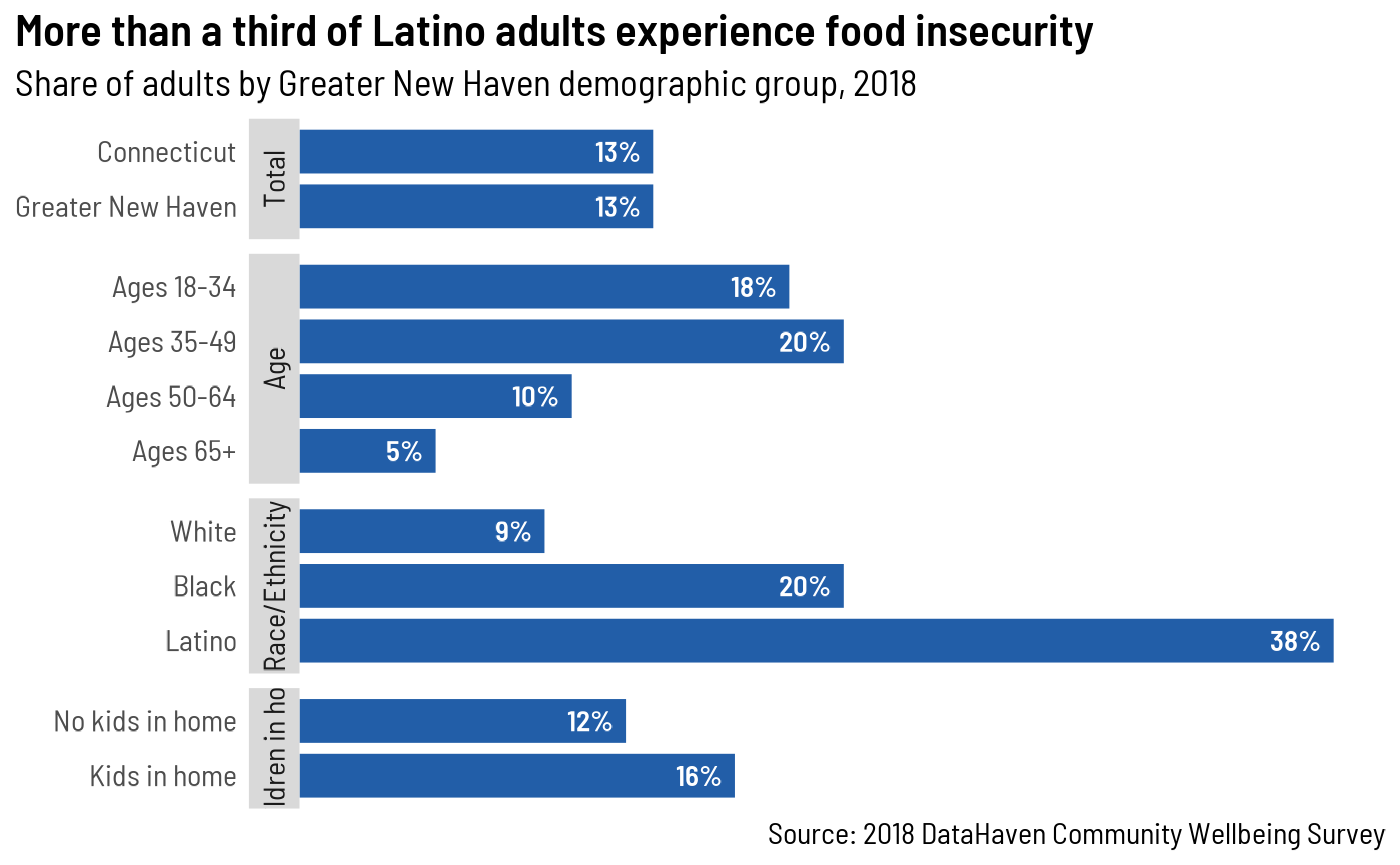 More than a third of Latino adults experience food insecurity
Share of adults by Greater New Haven demographic group, 2018
Total
Connecticut 13%
Greater New Haven 13%
Age
Ages 18-34 18%
Ages 35-49 20%
Ages 50-64 10%
Ages 65+ 5%
Race/Ethnicity
White 9%
Black 20%
Latino 38%
ldren in ho
No kids in home 12%
Kids in home 16%
Source: 2018 DataHaven Community Wellbeing Survey